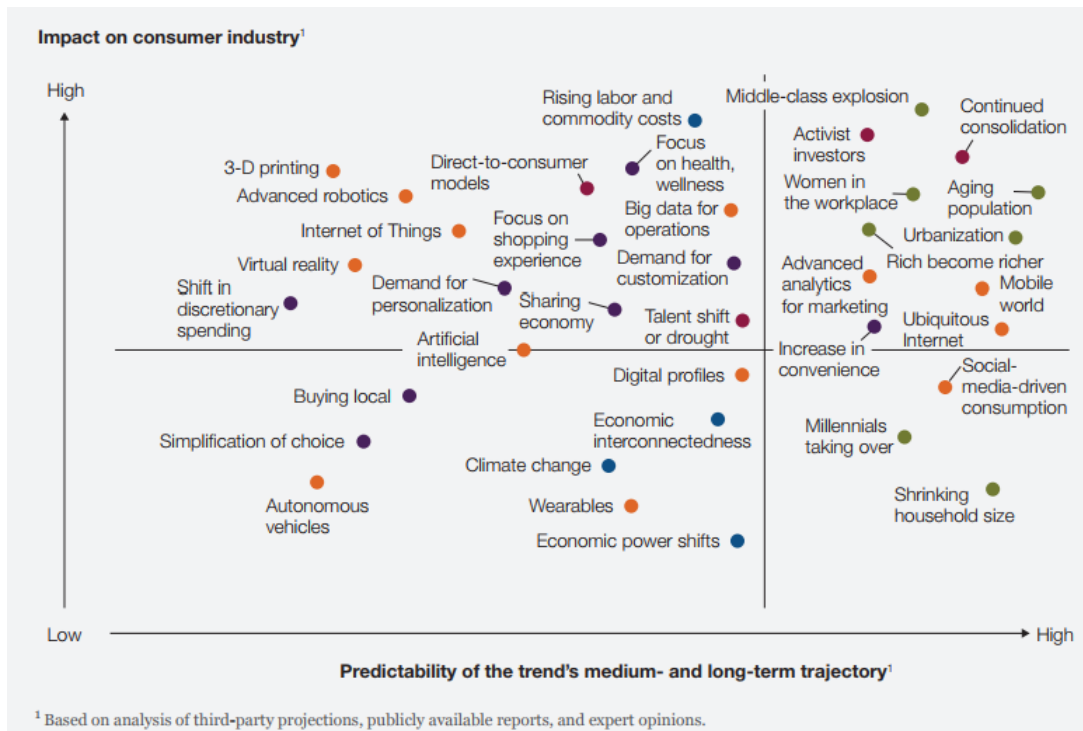 Impact on consumer industry1
High
Rising labor and
commodity costs
Middle-class explosion
Continued
consolidation
Activist
investors
Focus
on health,
wellness
3-D printing
Direct-to-consumer
models
Advanced robotics
Women in
the workplace
Aging
population
Big data for
operations
Focus on
shopping
experience
Internet of Things
Urbanization
Rich become richer
Virtual reality
Demand for
customization
Advanced
analytics
for marketing
Mobile
world
Shift in
discretionary
spending
Demand for
personalization
Sharing
economy
Talent shift
or drought
Ubiquitous
Internet
Artificial
intelligence
Increase in
convenience
Digital profiles
Social-
media-driven
consumption
Buying local
Economic
interconnectedness
Millennials
taking over
Simplification of choice
Climate change
Autonomous
vehicles
Wearables
Shrinking
household size
Economic power shifts
Low
High
Predictability of the trend's medium- and long-term trajectory1
1 Based on analysis of third-party projections, publicly available reports, and expert opinions.